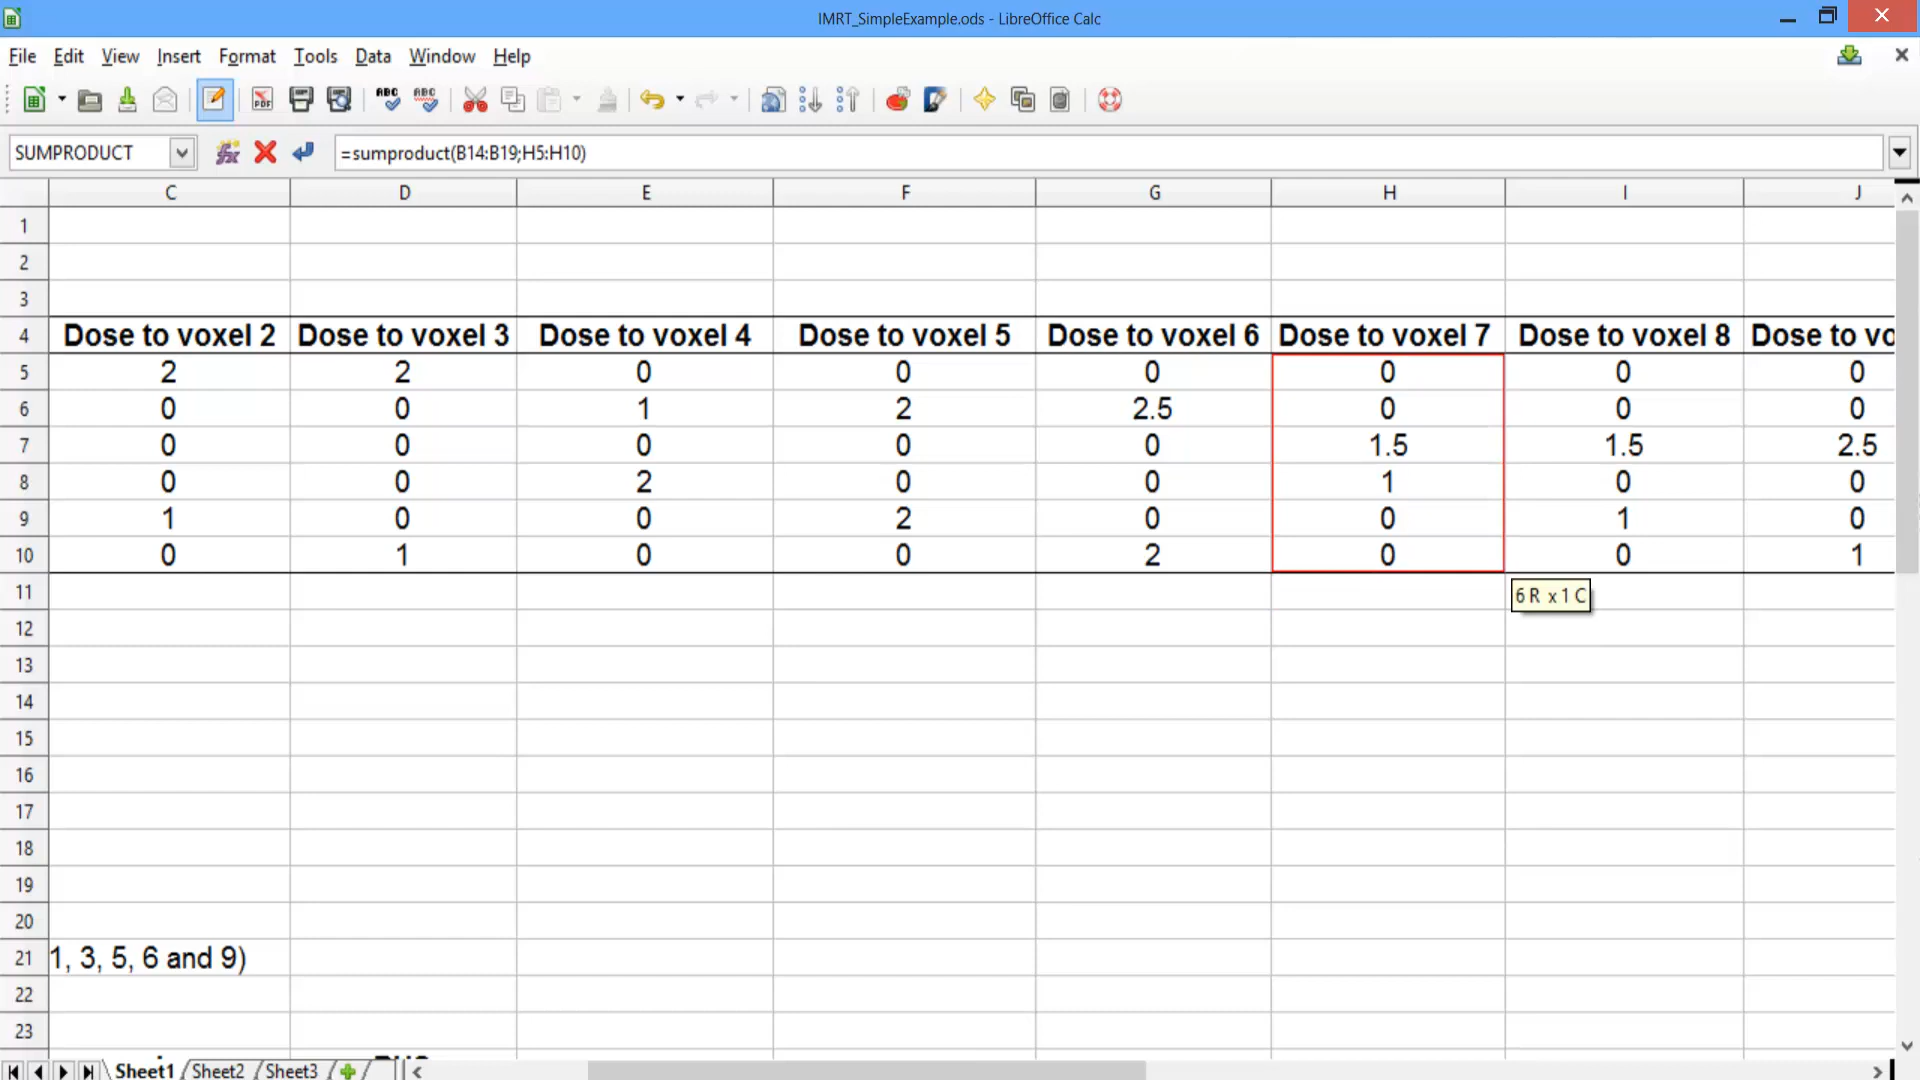 IMRT_SimpleExample.ods - LibreOffice Calc
File Edit View Insert Format Tools Data Window Help
SUMPRODUCT =sumproduct(B14:B19;H5:H10)
C D E F G H I J
1
2
3
4 Dose to voxel 2 Dose to voxel 3 Dose to voxel 4 Dose to voxel 5 Dose to voxel 6 Dose to voxel 7 Dose to voxel 8 Dose to vo
5 2 2 0 0 0 0 0 0
6 0 0 1 2 2.5 0 0 0
7 0 0 0 0 0 1.5 1.5 2.5
8 0 0 2 0 0 1 0 0
9 1 0 0 2 0 0 1 0
10 0 1 0 0 2 0 0 1
11 6 R x 1 C
12
13
14
15
16
17
18
19
20
21 1, 3, 5, 6 and 9)
22
23
Sheet1 Sheet2 Sheet3